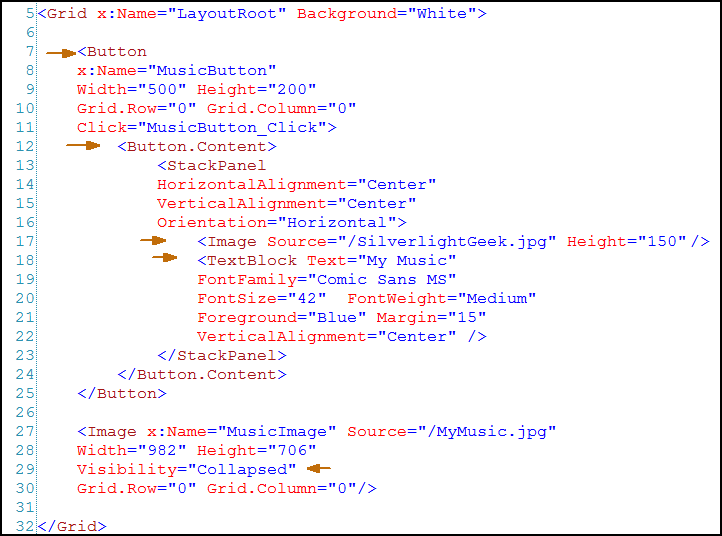 5<Grid x:Name="LayoutRoot" Background="White">
6
7    <Button
8    x:Name="MusicButton"
9    Width="500" Height="200"
10    Grid.Row="0" Grid.Column="0"
11    Click="MusicButton_Click">
12        <Button.Content>
13            <StackPanel
14            HorizontalAlignment="Center"
15            VerticalAlignment="Center"
16            Orientation="Horizontal">
17                <Image Source="/SilverlightGeek.jpg" Height="150"/>
18                <TextBlock Text="My Music"
19                FontFamily="Comic Sans MS"
20                FontSize="42"  FontWeight="Medium"
21                Foreground="Blue" Margin="15"
22                VerticalAlignment="Center" />
23            </StackPanel>
24        </Button.Content>
25    </Button>
26
27    <Image x:Name="MusicImage" Source="/MyMusic.jpg"
28    Width="982" Height="706"
29    Visibility="Collapsed"
30    Grid.Row="0" Grid.Column="0"/>
31
32</Grid>